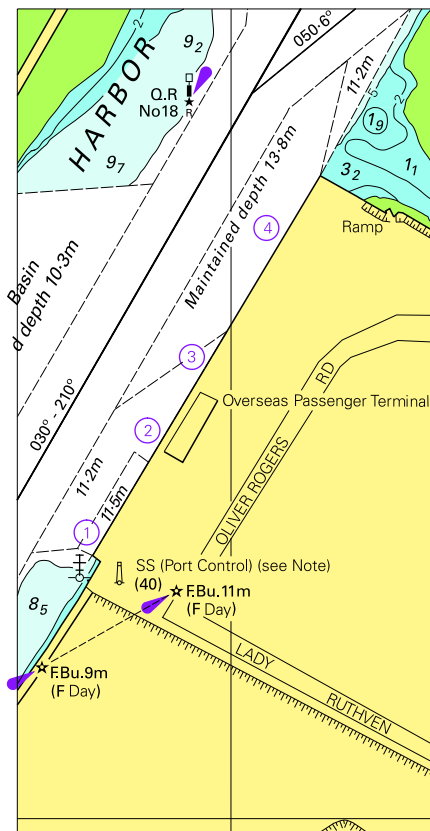 050·6°
9₂
HARBOR
Q.R
No18
R
11·2m
5
2
1₉
1₁
3₂
9₇
Ramp
4
Maintained depth 13·8m
Basin
d depth 10·3m
3
030°- 210°
RD
Overseas Passenger Terminal
2
OLIVER ROGERS
11·2m
11·5m
1
SS (Port Control) (see Note)
(40)
F.Bu.11m
(F Day)
8₅
LADY RUTHVEN
F.Bu.9m
(F Day)